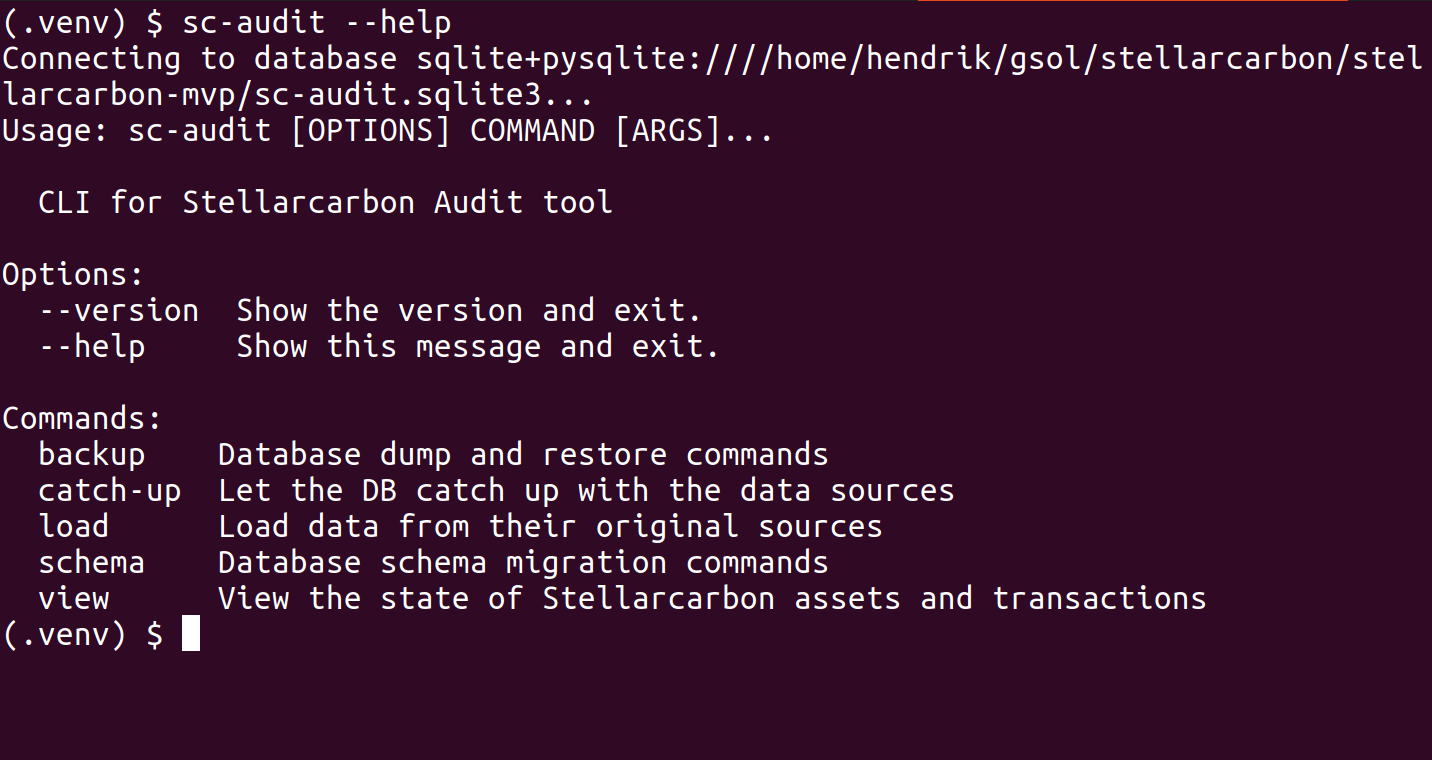 (.venv) $ sc-audit --help
Connecting to database sqlite+pysqlite:////home/hendrik/gsol/stellarcarbon/stel
larcarbon-mvp/sc-audit.sqlite3...
Usage: sc-audit [OPTIONS] COMMAND [ARGS]...
CLI for Stellarcarbon Audit tool
Options:
--version  Show the version and exit.
--help     Show this message and exit.
Commands:
backup    Database dump and restore commands
catch-up  Let the DB catch up with the data sources
load      Load data from their original sources
schema    Database schema migration commands
view      View the state of Stellarcarbon assets and transactions
(.venv) $